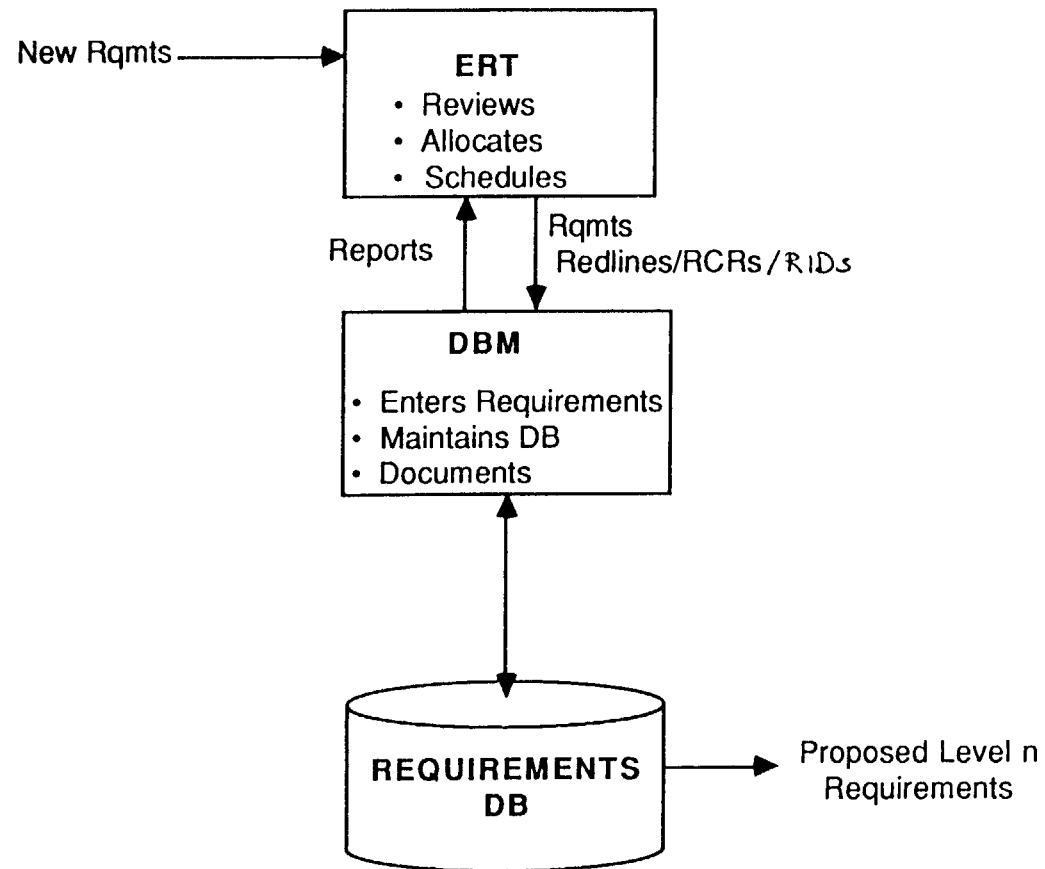 New Rqmts
ERT
• Reviews
• Allocates
• Schedules
Reports
Rqmts
Redlines/RCRs/RIDs
DBM
• Enters Requirements
• Maintains DB
• Documents
REQUIREMENTS
DB
Proposed Level n
Requirements